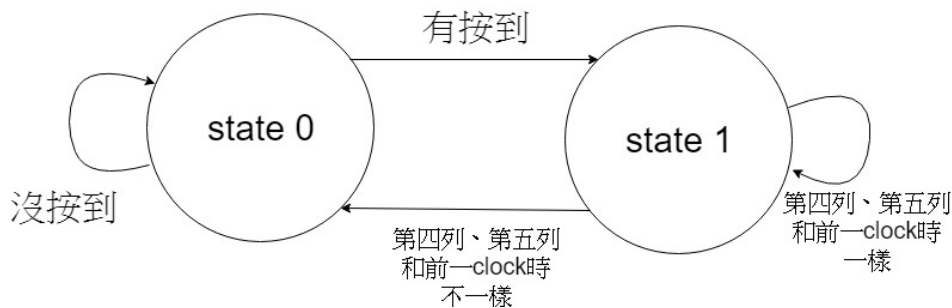 有按到
state 0
state 1
沒按到
第四列、第五列
和前一clock時
不一樣
第四列、第五列
和前一clock時
一樣